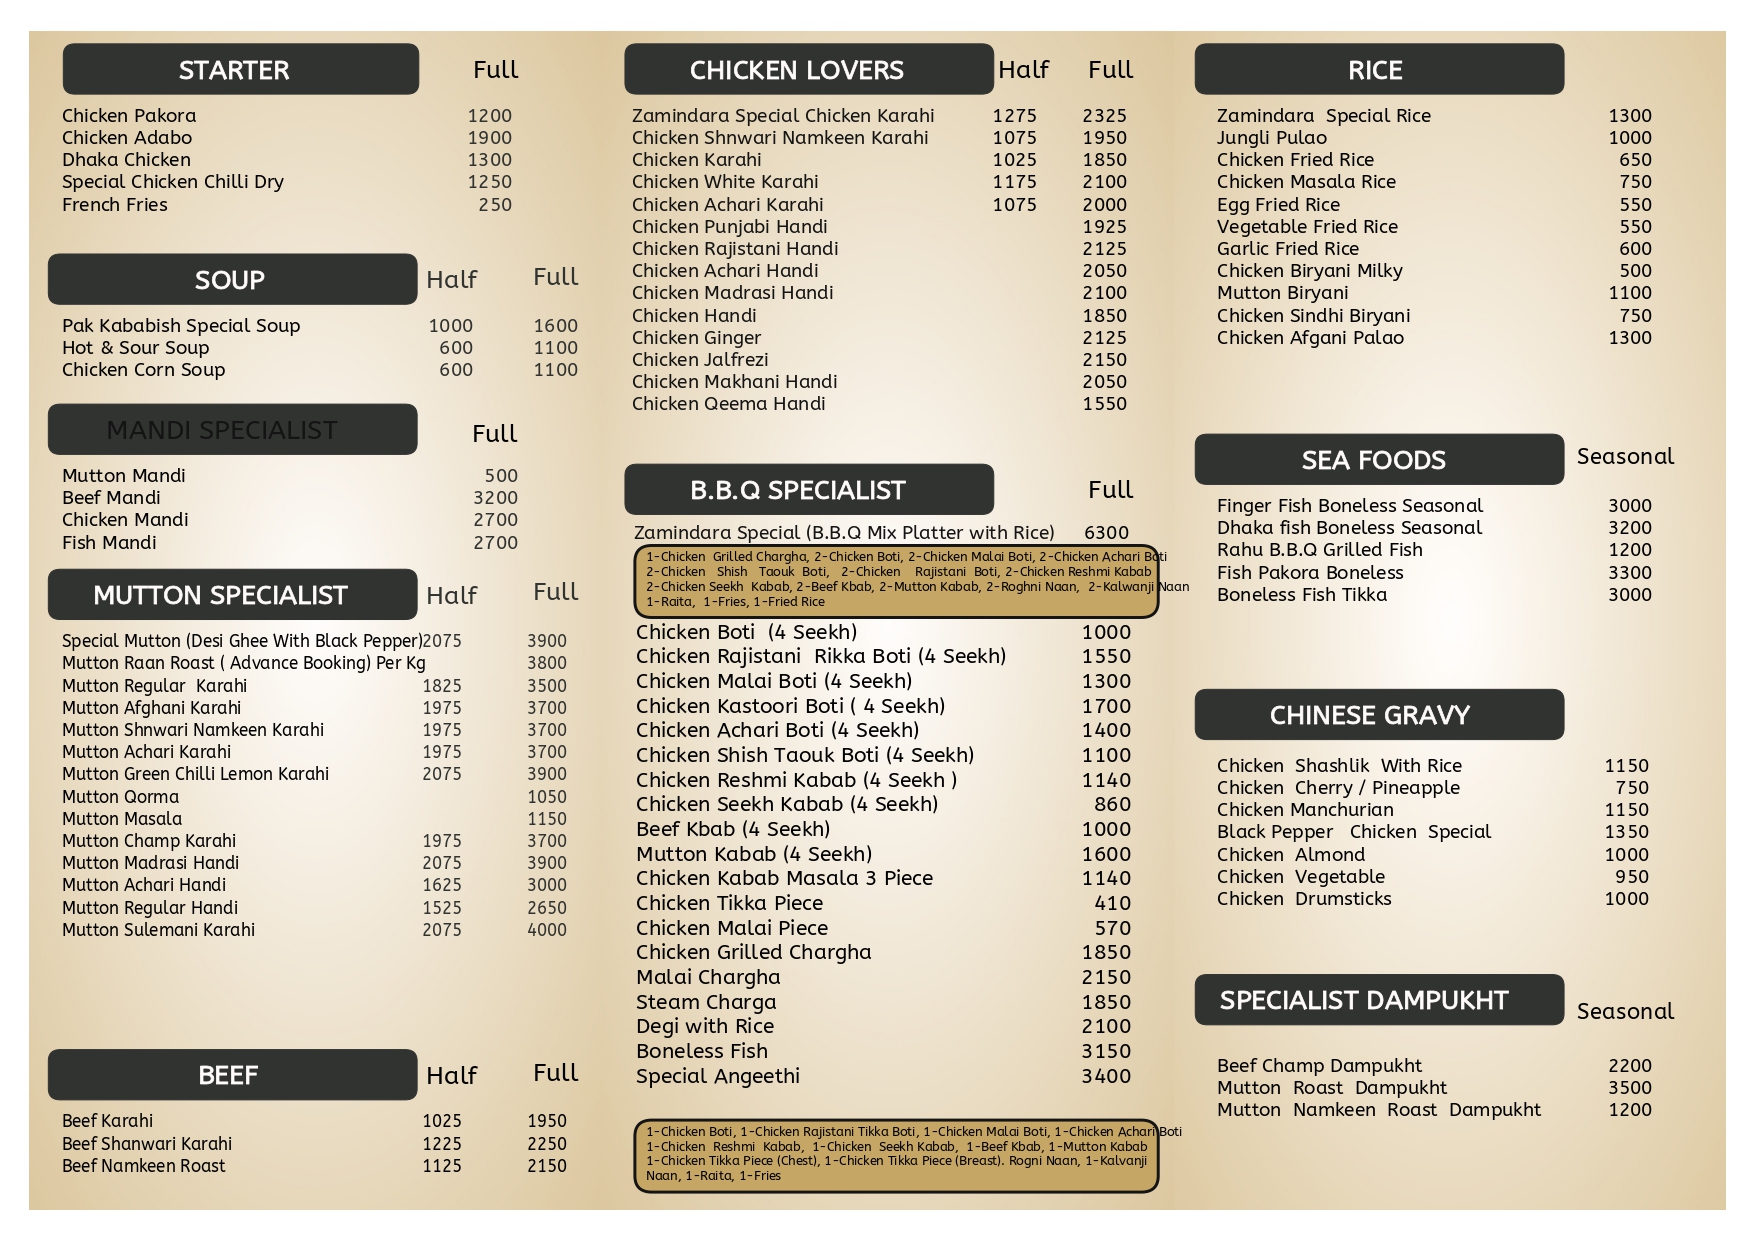 STARTER Full
Chicken Pakora 1200
Chicken Adabo 1900
Dhaka Chicken 1300
Special Chicken Chilli Dry 1250
French Fries 250
SOUP Half Full
Pak Kababish Special Soup 1000 1600
Hot & Sour Soup 600 1100
Chicken Corn Soup 600 1100
MANDI SPECIALIST Full
Mutton Mandi 500
Beef Mandi 3200
Chicken Mandi 2700
Fish Mandi 2700
MUTTON SPECIALIST Half Full
Special Mutton (Desi Ghee With Black Pepper) 2075 3900
Mutton Raan Roast ( Advance Booking) Per Kg 3800
Mutton Regular Karahi 1825 3500
Mutton Afghani Karahi 1975 3700
Mutton Shnwari Namkeen Karahi 1975 3700
Mutton Achari Karahi 1975 3700
Mutton Green Chilli Lemon Karahi 2075 3900
Mutton Qorma 1050
Mutton Masala 1150
Mutton Champ Karahi 1975 3700
Mutton Madrasi Handi 2075 3900
Mutton Achari Handi 1625 3000
Mutton Regular Handi 1525 2650
Mutton Sulemani Karahi 2075 4000
BEEF Half Full
Beef Karahi 1025 1950
Beef Shanwari Karahi 1225 2250
Beef Namkeen Roast 1125 2150
CHICKEN LOVERS Half Full
Zamindara Special Chicken Karahi 1275 2325
Chicken Shnwari Namkeen Karahi 1075 1950
Chicken Karahi 1025 1850
Chicken White Karahi 1175 2100
Chicken Achari Karahi 1075 2000
Chicken Punjabi Handi 1925
Chicken Rajistani Handi 2125
Chicken Achari Handi 2050
Chicken Madrasi Handi 2100
Chicken Handi 1850
Chicken Ginger 2125
Chicken Jalfrezi 2150
Chicken Makhani Handi 2050
Chicken Qeema Handi 1550
B.B.Q SPECIALIST Full
Zamindara Special (B.B.Q Mix Platter with Rice) 6300
1-Chicken Grilled Chargha, 2-Chicken Boti, 2-Chicken Malai Boti, 2-Chicken Achari Boti
2-Chicken Shish Taouk Boti, 2-Chicken Rajistani Boti, 2-Chicken Reshmi Kabab
2-Chicken Seekh Kabab, 2-Beef Kbab, 2-Mutton Kabab, 2-Roghni Naan, 2-Kalwanji Naan
1-Raita, 1-Fries, 1-Fried Rice
Chicken Boti (4 Seekh) 1000
Chicken Rajistani Rikka Boti (4 Seekh) 1550
Chicken Malai Boti (4 Seekh) 1300
Chicken Kastoori Boti ( 4 Seekh) 1700
Chicken Achari Boti (4 Seekh) 1400
Chicken Shish Taouk Boti (4 Seekh) 1100
Chicken Reshmi Kabab (4 Seekh ) 1140
Chicken Seekh Kabab (4 Seekh) 860
Beef Kbab (4 Seekh) 1000
Mutton Kabab (4 Seekh) 1600
Chicken Kabab Masala 3 Piece 1140
Chicken Tikka Piece 410
Chicken Malai Piece 570
Chicken Grilled Chargha 1850
Malai Chargha 2150
Steam Charga 1850
Degi with Rice 2100
Boneless Fish 3150
Special Angeethi 3400
1-Chicken Boti, 1-Chicken Rajistani Tikka Boti, 1-Chicken Malai Boti, 1-Chicken Achari Boti
1-Chicken Reshmi Kabab, 1-Chicken Seekh Kabab, 1-Beef Kbab, 1-Mutton Kabab
1-Chicken Tikka Piece (Chest), 1-Chicken Tikka Piece (Breast). Rogni Naan, 1-Kalvanji
Naan, 1-Raita, 1-Fries
RICE
Zamindara Special Rice 1300
Jungli Pulao 1000
Chicken Fried Rice 650
Chicken Masala Rice 750
Egg Fried Rice 550
Vegetable Fried Rice 550
Garlic Fried Rice 600
Chicken Biryani Milky 500
Mutton Biryani 1100
Chicken Sindhi Biryani 750
Chicken Afgani Palao 1300
SEA FOODS Seasonal
Finger Fish Boneless Seasonal 3000
Dhaka fish Boneless Seasonal 3200
Rahu B.B.Q Grilled Fish 1200
Fish Pakora Boneless 3300
Boneless Fish Tikka 3000
CHINESE GRAVY
Chicken Shashlik With Rice 1150
Chicken Cherry / Pineapple 750
Chicken Manchurian 1150
Black Pepper Chicken Special 1350
Chicken Almond 1000
Chicken Vegetable 950
Chicken Drumsticks 1000
SPECIALIST DAMPUKHT Seasonal
Beef Champ Dampukht 2200
Mutton Roast Dampukht 3500
Mutton Namkeen Roast Dampukht 1200